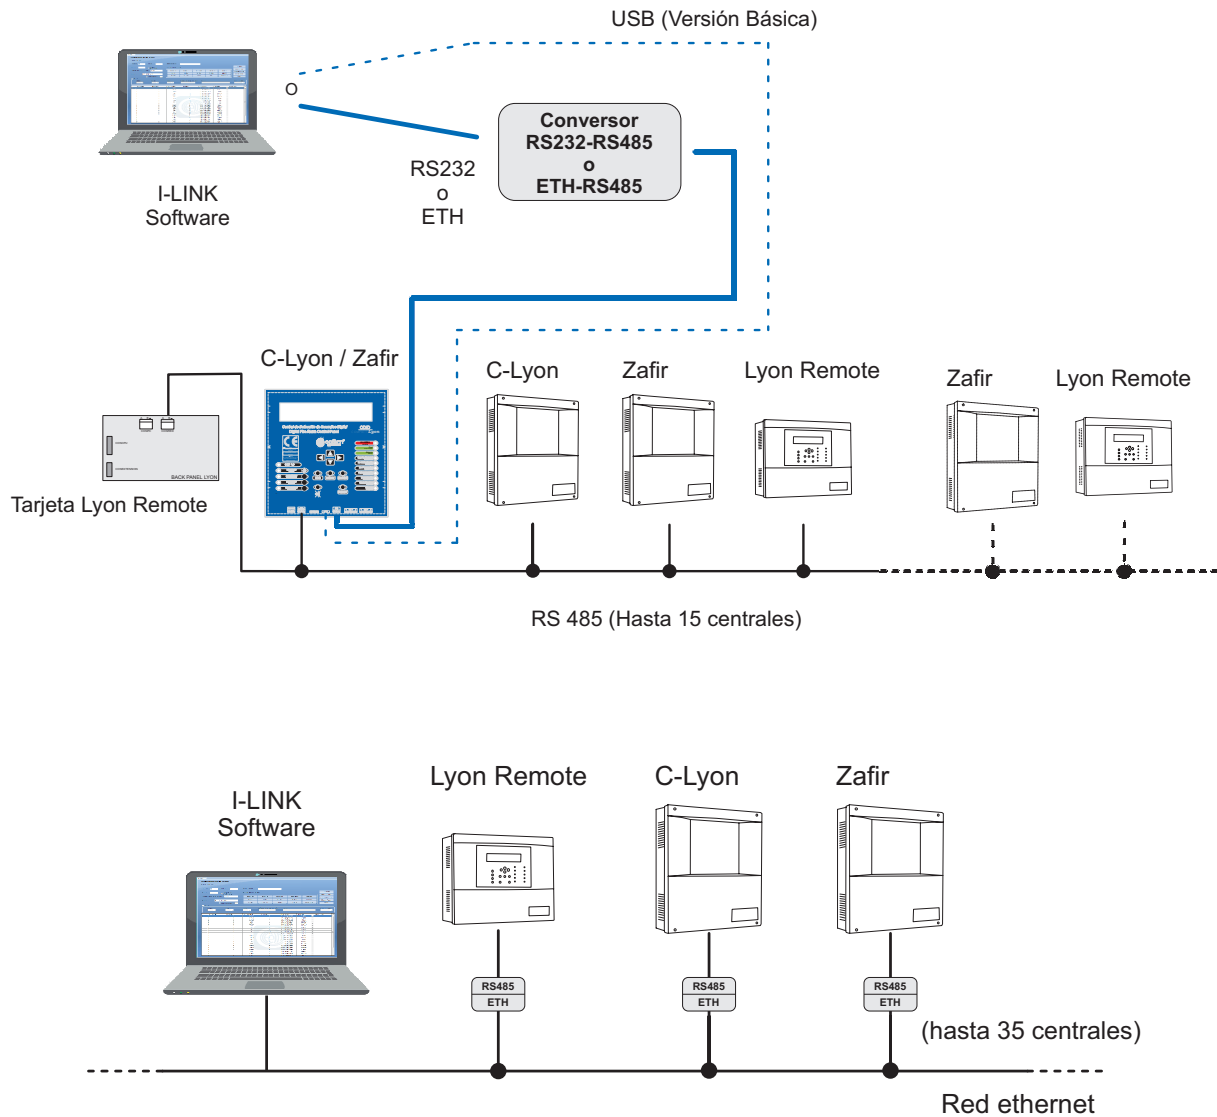 USB (Versión Básica)
O
Conversor
RS232-RS485
o
ETH-RS485
RS232
o
ETH
I-LINK
Software
C-Lyon / Zafir
C-Lyon
Zafir
Lyon Remote
Zafir
Lyon Remote
BACK PANEL LYON
Tarjeta Lyon Remote
RS 485 (Hasta 15 centrales)
Lyon Remote
C-Lyon
Zafir
I-LINK
Software
RS485
ETH
RS485
ETH
RS485
ETH
(hasta 35 centrales)
Red ethernet